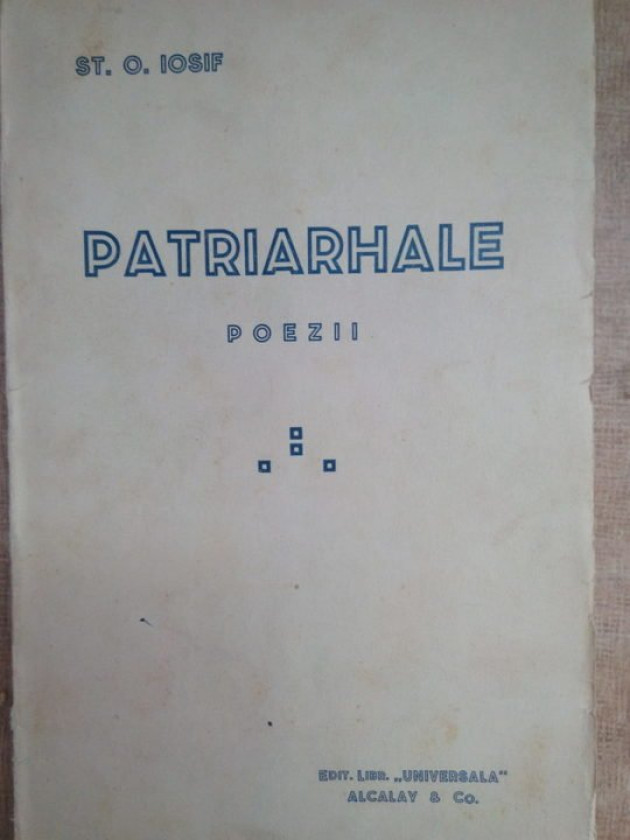 ST. O. IOSIF
PATRIARHALE
POEZII
EDIT. LIBR. „UNIVERSALA"
ALCALAY & Co.